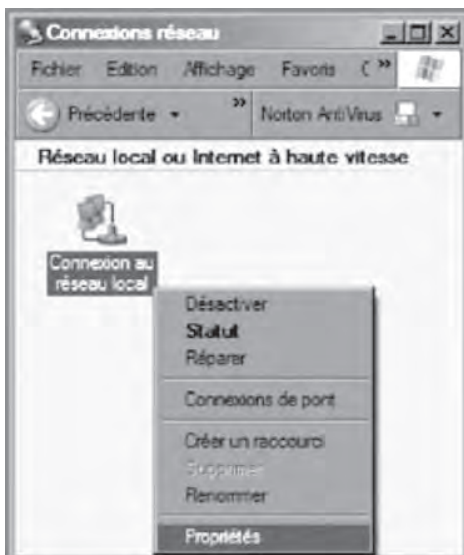 Connexions réseau
Fichier Edition Affichage Favoris
Précédente Norton AntiVirus
Réseau local ou Internet à haute vitesse
Connexion au
réseau local
Désactiver
Statut
Réparer
Connexions de pont
Créer un raccourci
Supprimer
Renommer
Propriétés